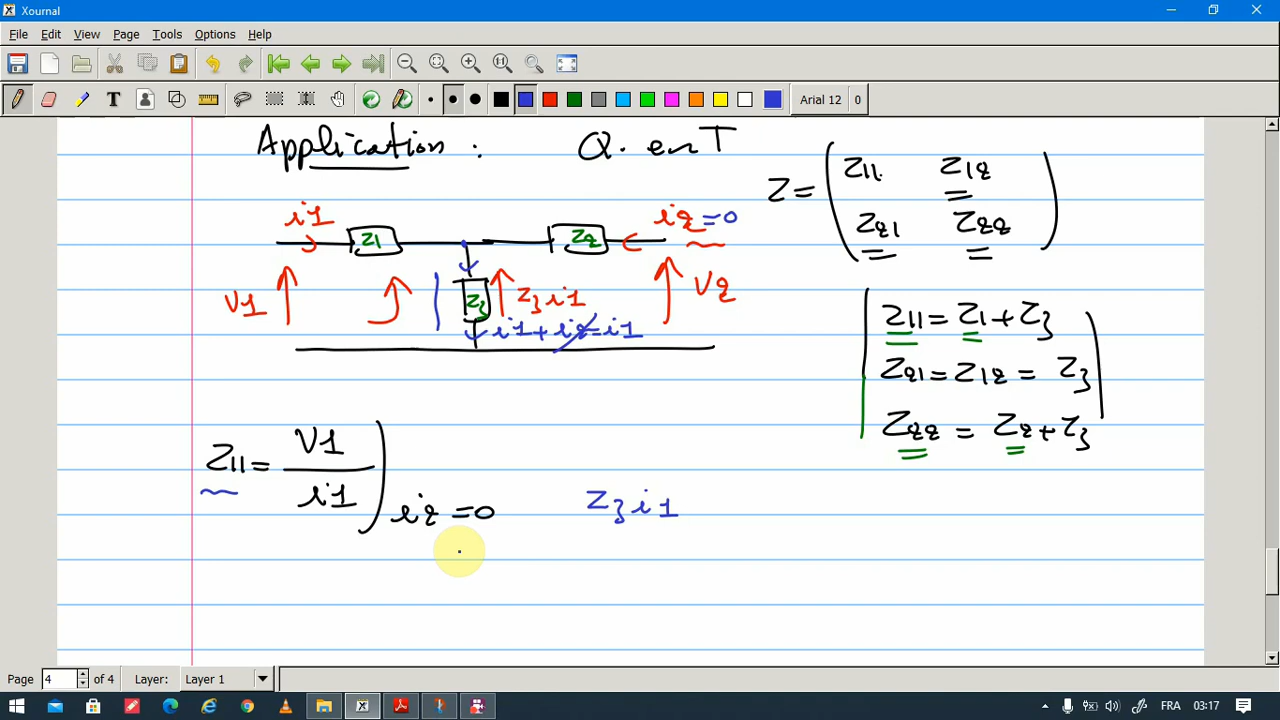 Xournal
File Edit View Page Tools Options Help
Arial 12 0
Application : Q. en T
Z = ( Z11 Z12
Z21 Z22 )
i1 Z1 Z2 i2 = 0
V1 Z3 Z3 i1 V2
i1 + i2 = i1
Z11 = Z1 + Z3
Z21 = Z12 = Z3
Z22 = Z2 + Z3
Z11 = V1 / i1 ) i2 = 0
Z3 i1
Page 4 of 4 Layer: Layer 1
FR 03:17